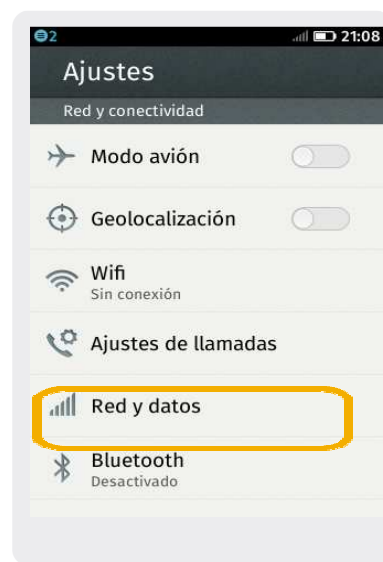 2 21:08
Ajustes
Red y conectividad
Modo avión
Geolocalización
Wifi
Sin conexión
Ajustes de llamadas
Red y datos
Bluetooth
Desactivado